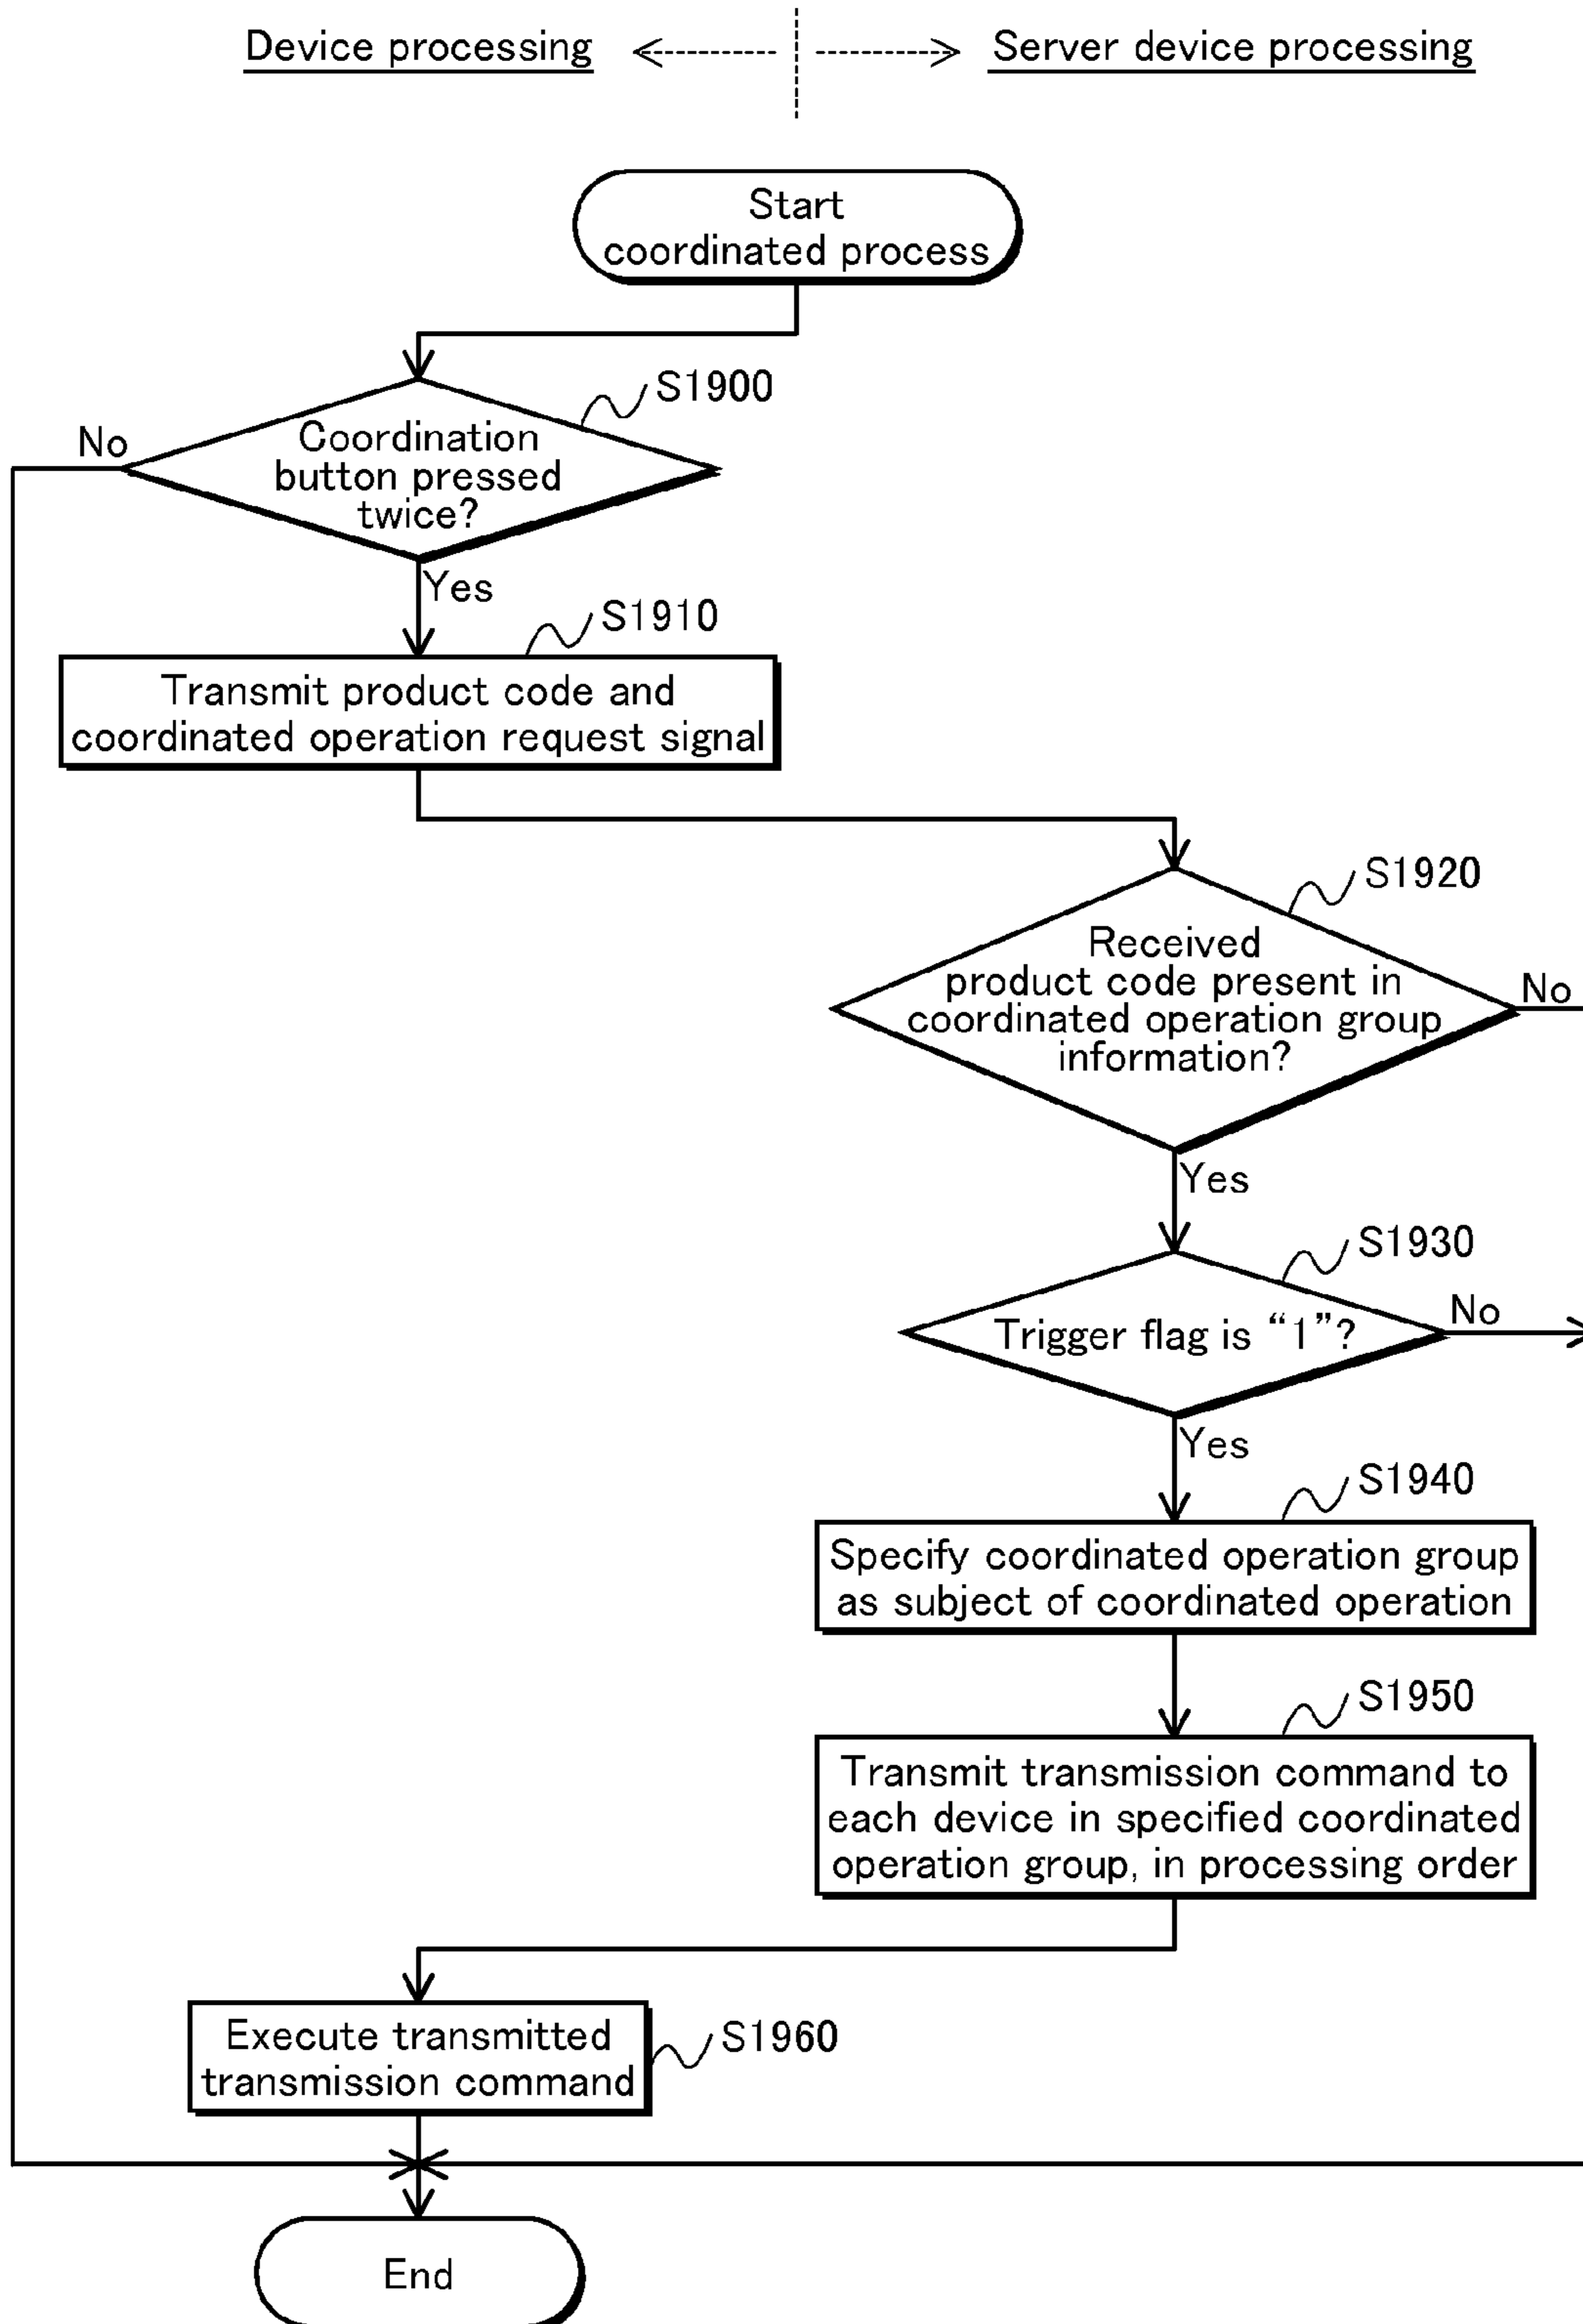 Device processing
Server device processing
Start
coordinated process
S1900
No
Coordination
button pressed
twice?
Yes
S1910
Transmit product code and
coordinated operation request signal
S1920
Received
product code present in
coordinated operation group
information?
No
Yes
S1930
Trigger flag is “1”?
No
Yes
S1940
Specify coordinated operation group
as subject of coordinated operation
S1950
Transmit transmission command to
each device in specified coordinated
operation group, in processing order
Execute transmitted
transmission command
S1960
End